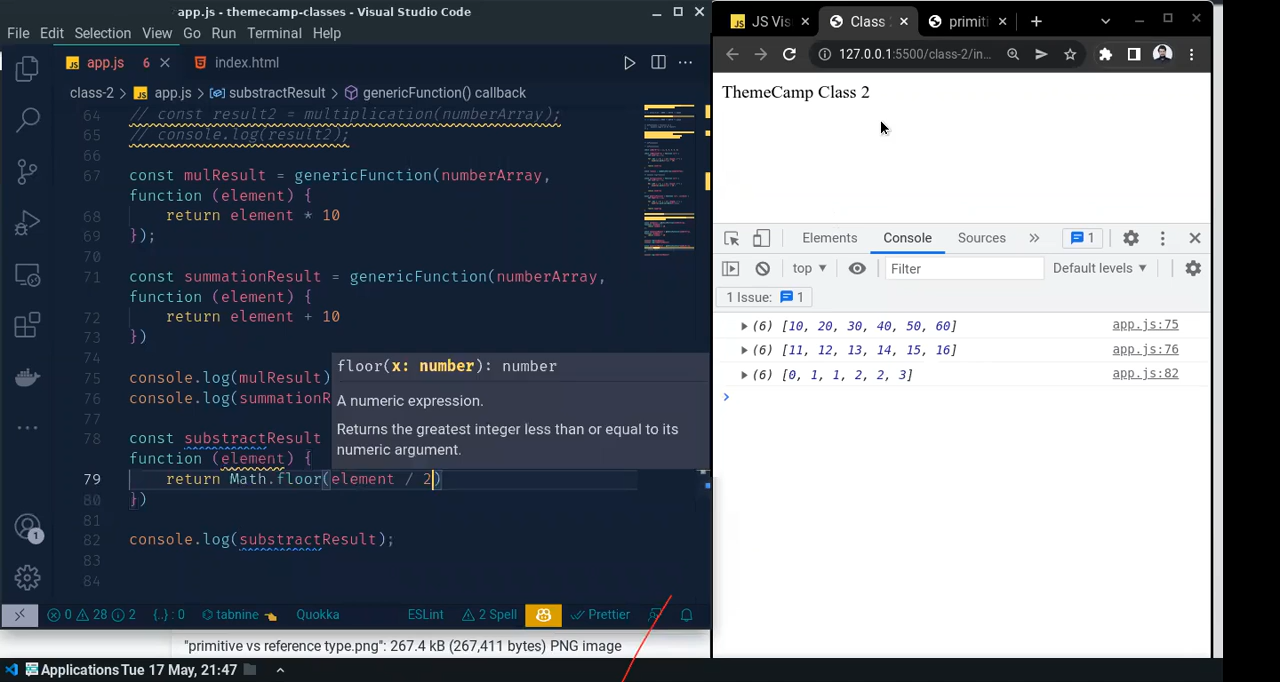 app.js - themecamp-classes - Visual Studio Code
File Edit Selection View Go Run Terminal Help
JS app.js 6 index.html
class-2 > JS app.js > substractResult > genericFunction() callback
64 // const result2 = multiplication(numberArray);
65 // console.log(result2);
66
67 const mulResult = genericFunction(numberArray,
function (element) {
68 return element * 10
69 });
70
71 const summationResult = genericFunction(numberArray,
function (element) {
72 return element + 10
73 })
74
75 console.log(mulResult)
76 console.log(summationR
77
78 const substractResult
function (element) {
79 return Math.floor(element / 2)
80 })
81
82 console.log(substractResult);
83
84
floor(x: number): number
A numeric expression.
Returns the greatest integer less than or equal to its
numeric argument.
0 28 2 {..} : 0 tabnine Quokka ESLint 2 Spell Prettier
1
"primitive vs reference type.png": 267.4 kB (267,411 bytes) PNG image
Applications Tue 17 May, 21:47
JS JS Vis Class primiti
127.0.0.1:5500/class-2/in...
ThemeCamp Class 2
Elements Console Sources 1
top Filter Default levels
1 Issue: 1
(6) [10, 20, 30, 40, 50, 60] app.js:75
(6) [11, 12, 13, 14, 15, 16] app.js:76
(6) [0, 1, 1, 2, 2, 3] app.js:82